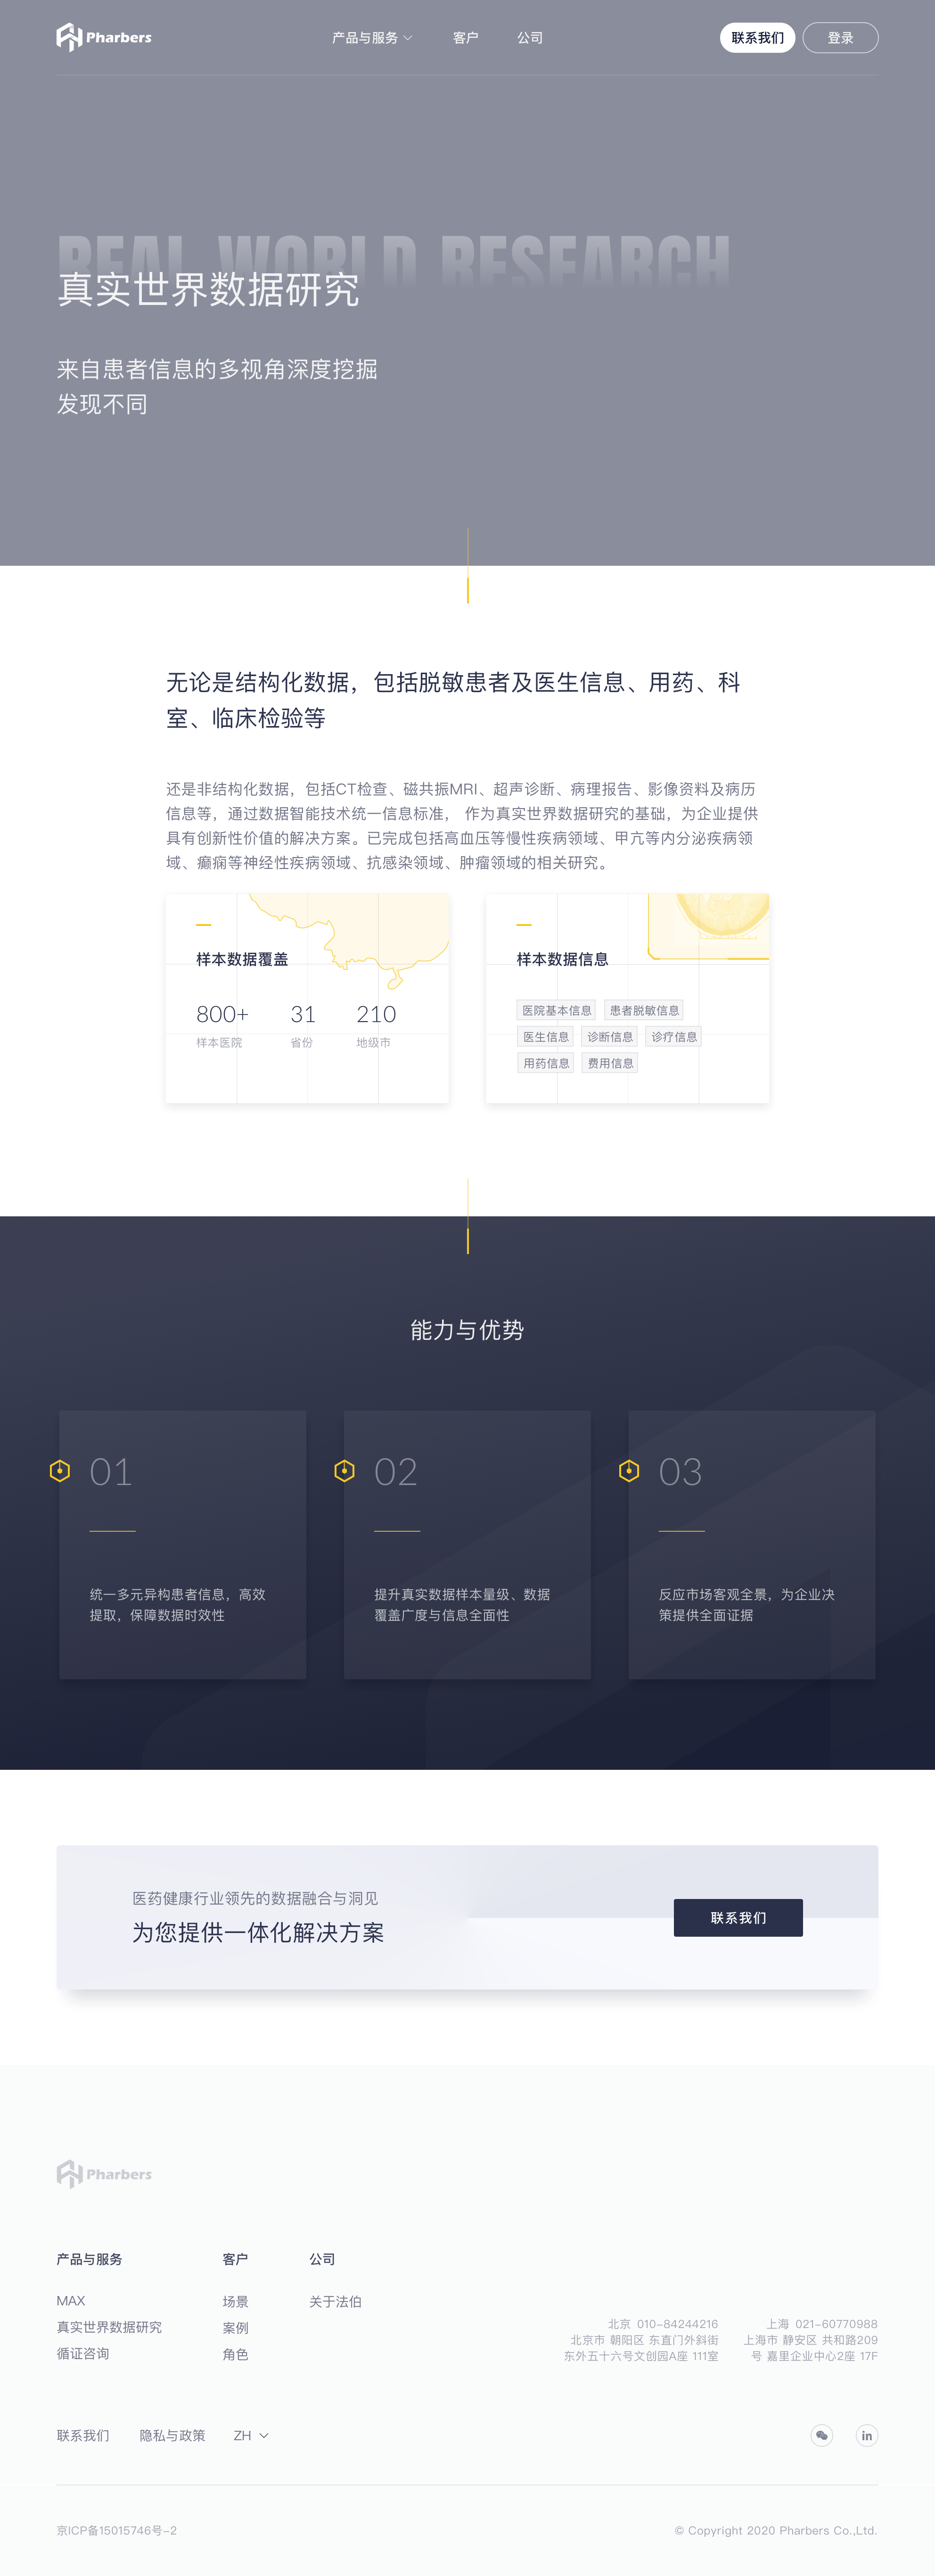 Pharbers
产品与服务
客户
公司
联系我们
登录
REAL WORLD RESEARCH
真实世界数据研究
来自患者信息的多视角深度挖掘
发现不同
无论是结构化数据，包括脱敏患者及医生信息、用药、科
室、临床检验等
还是非结构化数据，包括CT检查、磁共振MRI、超声诊断、病理报告、影像资料及病历
信息等，通过数据智能技术统一信息标准， 作为真实世界数据研究的基础，为企业提供
具有创新性价值的解决方案。已完成包括高血压等慢性疾病领域、甲亢等内分泌疾病领
域、癫痫等神经性疾病领域、抗感染领域、肿瘤领域的相关研究。
样本数据覆盖
800+ 31 210
样本医院 省份 地级市
样本数据信息
医院基本信息 患者脱敏信息
医生信息 诊断信息 诊疗信息
用药信息 费用信息
能力与优势
01
统一多元异构患者信息，高效
提取，保障数据时效性
02
提升真实数据样本量级、数据
覆盖广度与信息全面性
03
反应市场客观全景，为企业决
策提供全面证据
医药健康行业领先的数据融合与洞见
为您提供一体化解决方案
联系我们
Pharbers
产品与服务
MAX
真实世界数据研究
循证咨询
客户
场景
案例
角色
公司
关于法伯
北京 010-84244216
北京市 朝阳区 东直门外斜街
东外五十六号文创园A座 111室
上海 021-60770988
上海市 静安区 共和路209
号 嘉里企业中心2座 17F
联系我们
隐私与政策
ZH
in
京ICP备15015746号-2
© Copyright 2020 Pharbers Co.,Ltd.